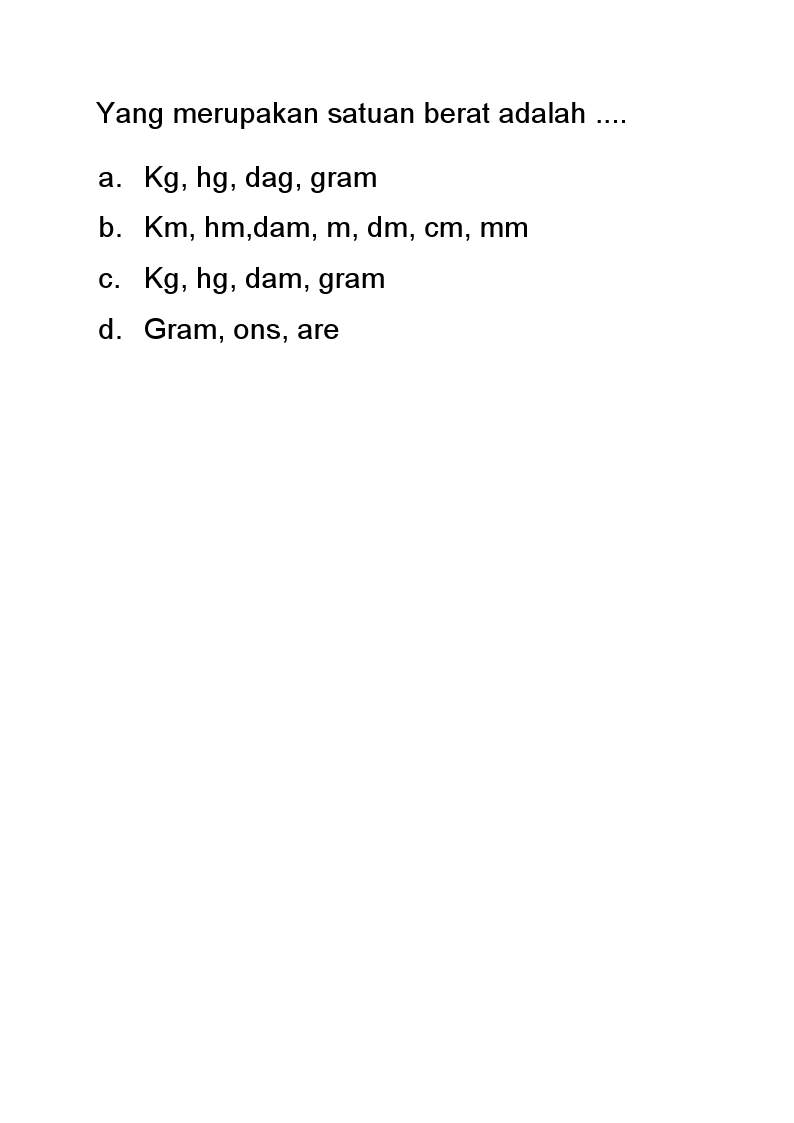 Yang merupakan satuan berat adalah ....
a. Kg, hg, dag, gram
b. Km, hm,dam, m, dm, cm, mm
c. Kg, hg, dam, gram
d. Gram, ons, are